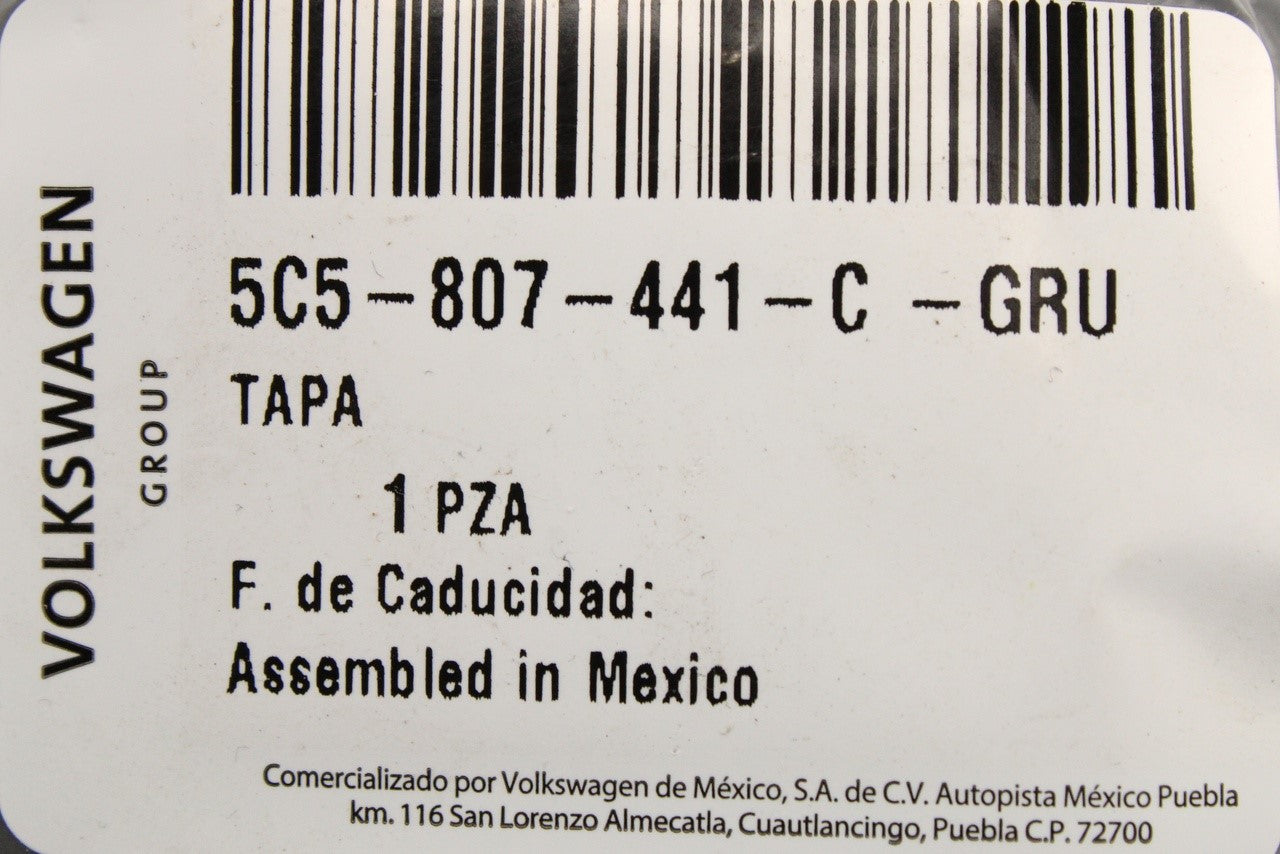 VOLKSWAGEN
GROUP
5C5-807-441-C -GRU
TAPA
1 PZA
F. de Caducidad:
Assembled in Mexico
Comercializado por Volkswagen de México, S.A. de C.V. Autopista México Puebla
km. 116 San Lorenzo Almecatla, Cuautlancingo, Puebla C.P. 72700